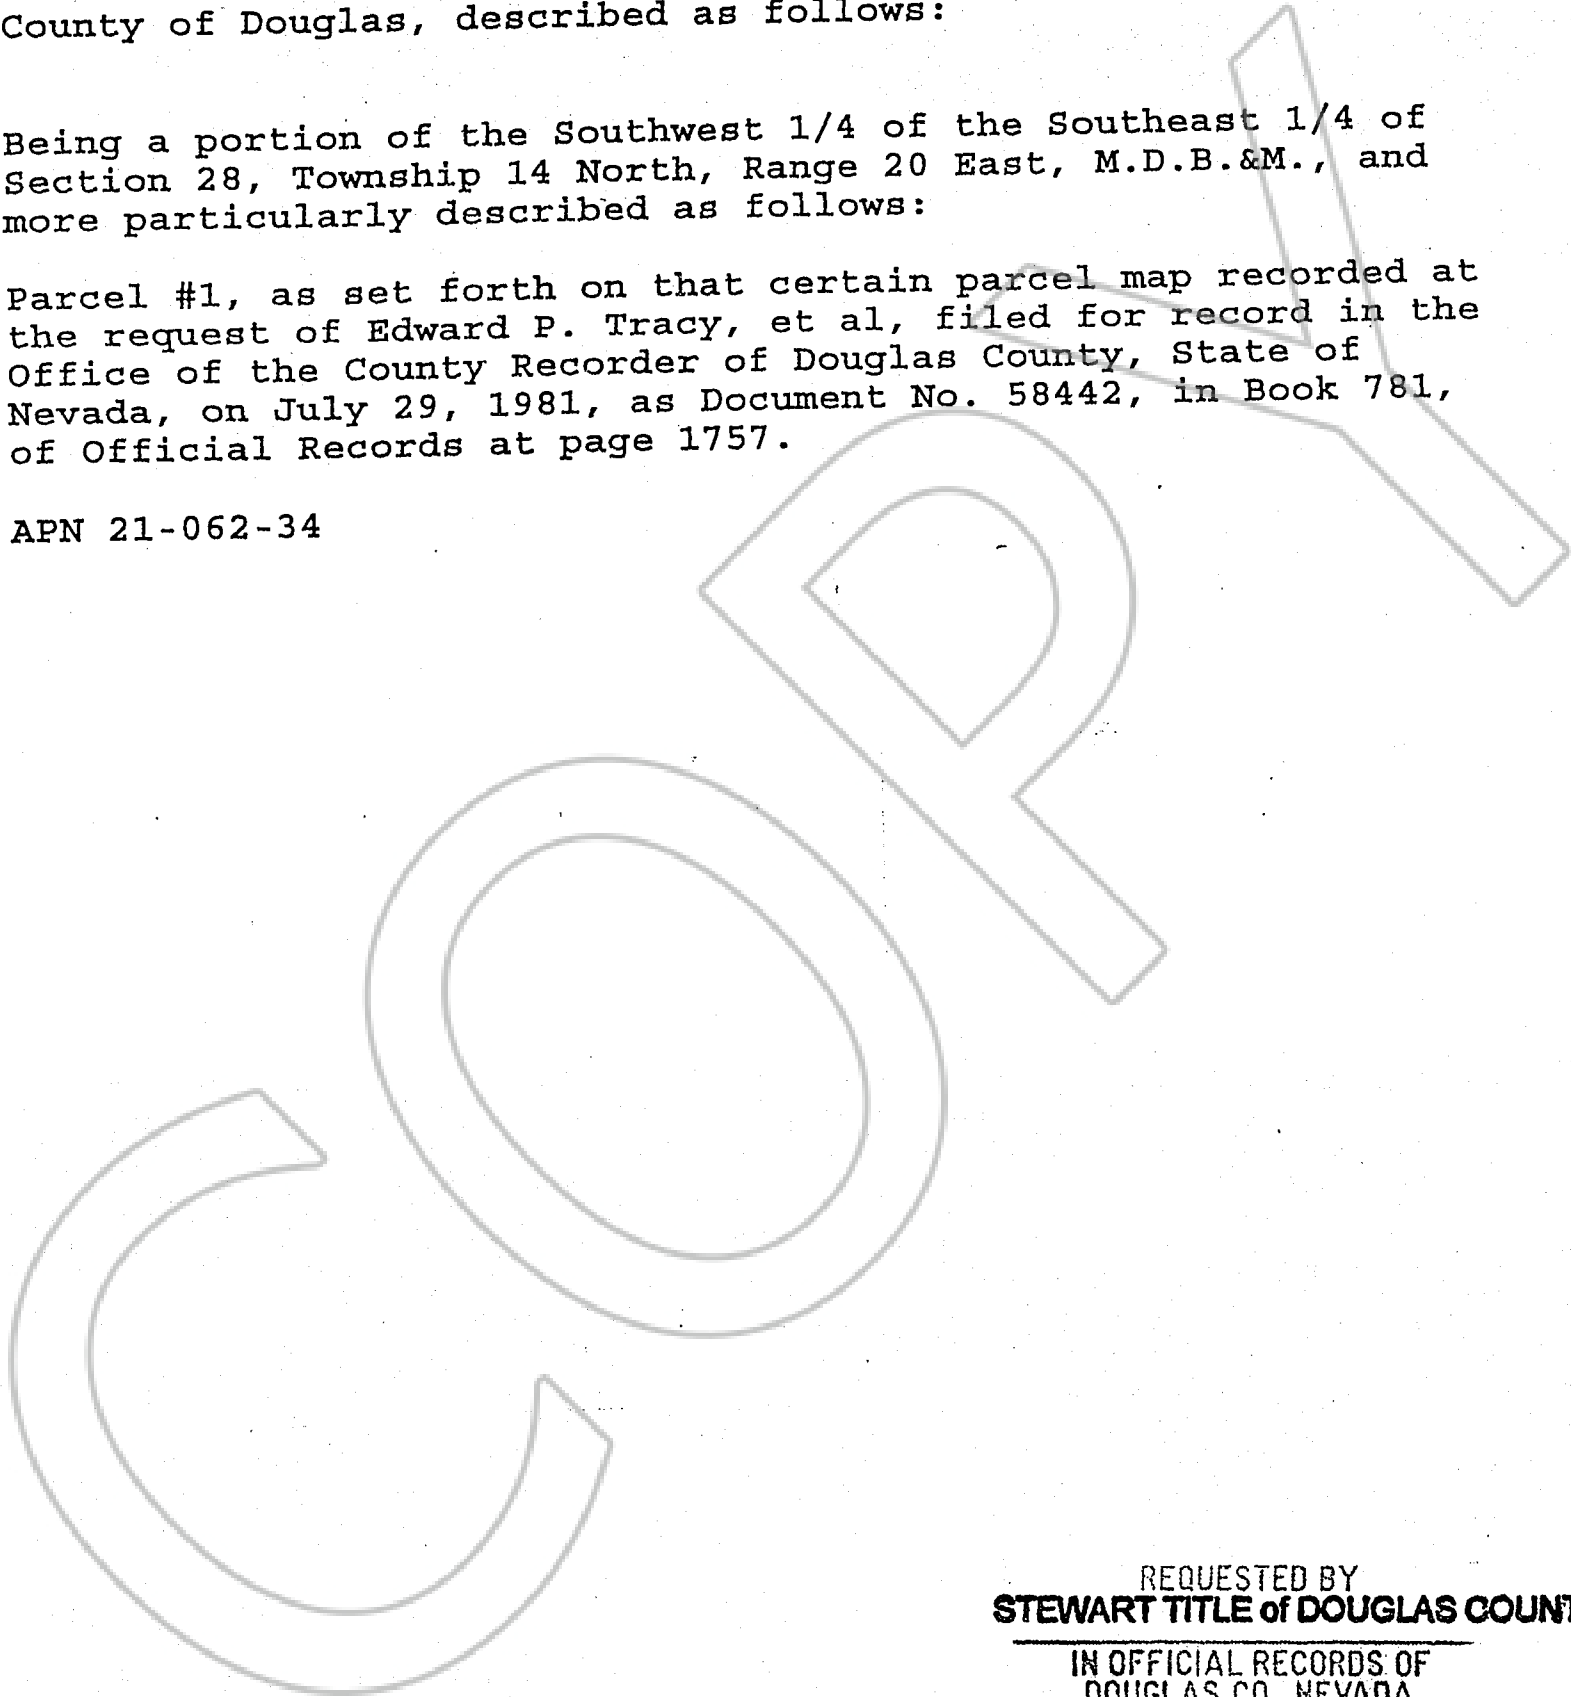 County of Douglas, described as follows:
Being a portion of the Southwest 1/4 of the Southeast 1/4 of
Section 28, Township 14 North, Range 20 East, M.D.B.&M., and
more particularly described as follows:
Parcel #1, as set forth on that certain parcel map recorded at
the request of Edward P. Tracy, et al, filed for record in the
Office of the County Recorder of Douglas County, State of
Nevada, on July 29, 1981, as Document No. 58442, in Book 781,
of Official Records at page 1757.
APN 21-062-34
COPY
REQUESTED BY
STEWART TITLE of DOUGLAS COUNT
IN OFFICIAL RECORDS OF
DOUGLAS CO., NEVADA